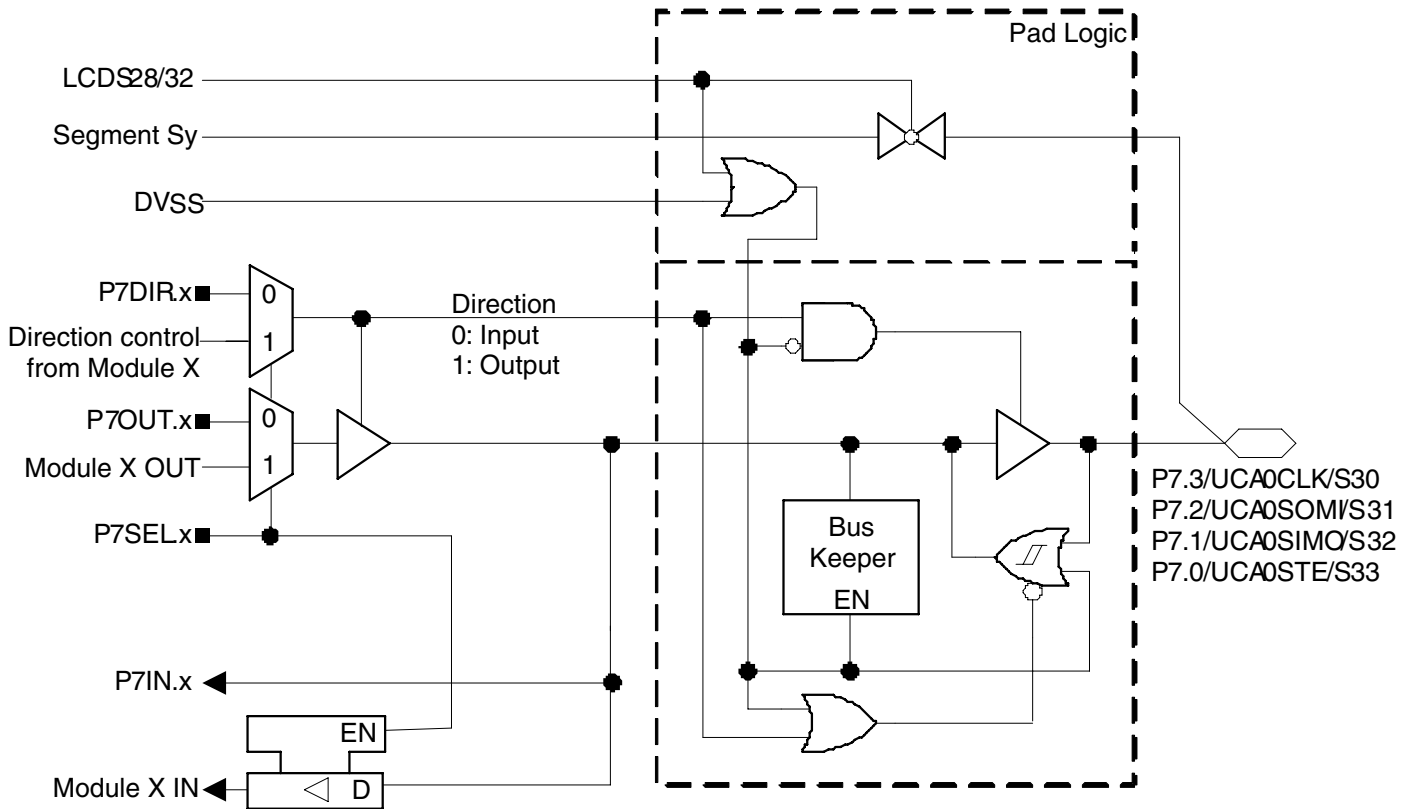 Pad Logic
LCDS28/32
Segment Sy
DVSS
P7DIR.x
0
Direction control
from Module X
1
Direction
0: Input
1: Output
P7OUT.x
0
Module X OUT
1
P7SEL.x
Bus
Keeper
EN
P7.3/UCA0CLK/S30
P7.2/UCA0SOMI/S31
P7.1/UCA0SIMO/S32
P7.0/UCA0STE/S33
P7IN.x
EN
Module X IN
D